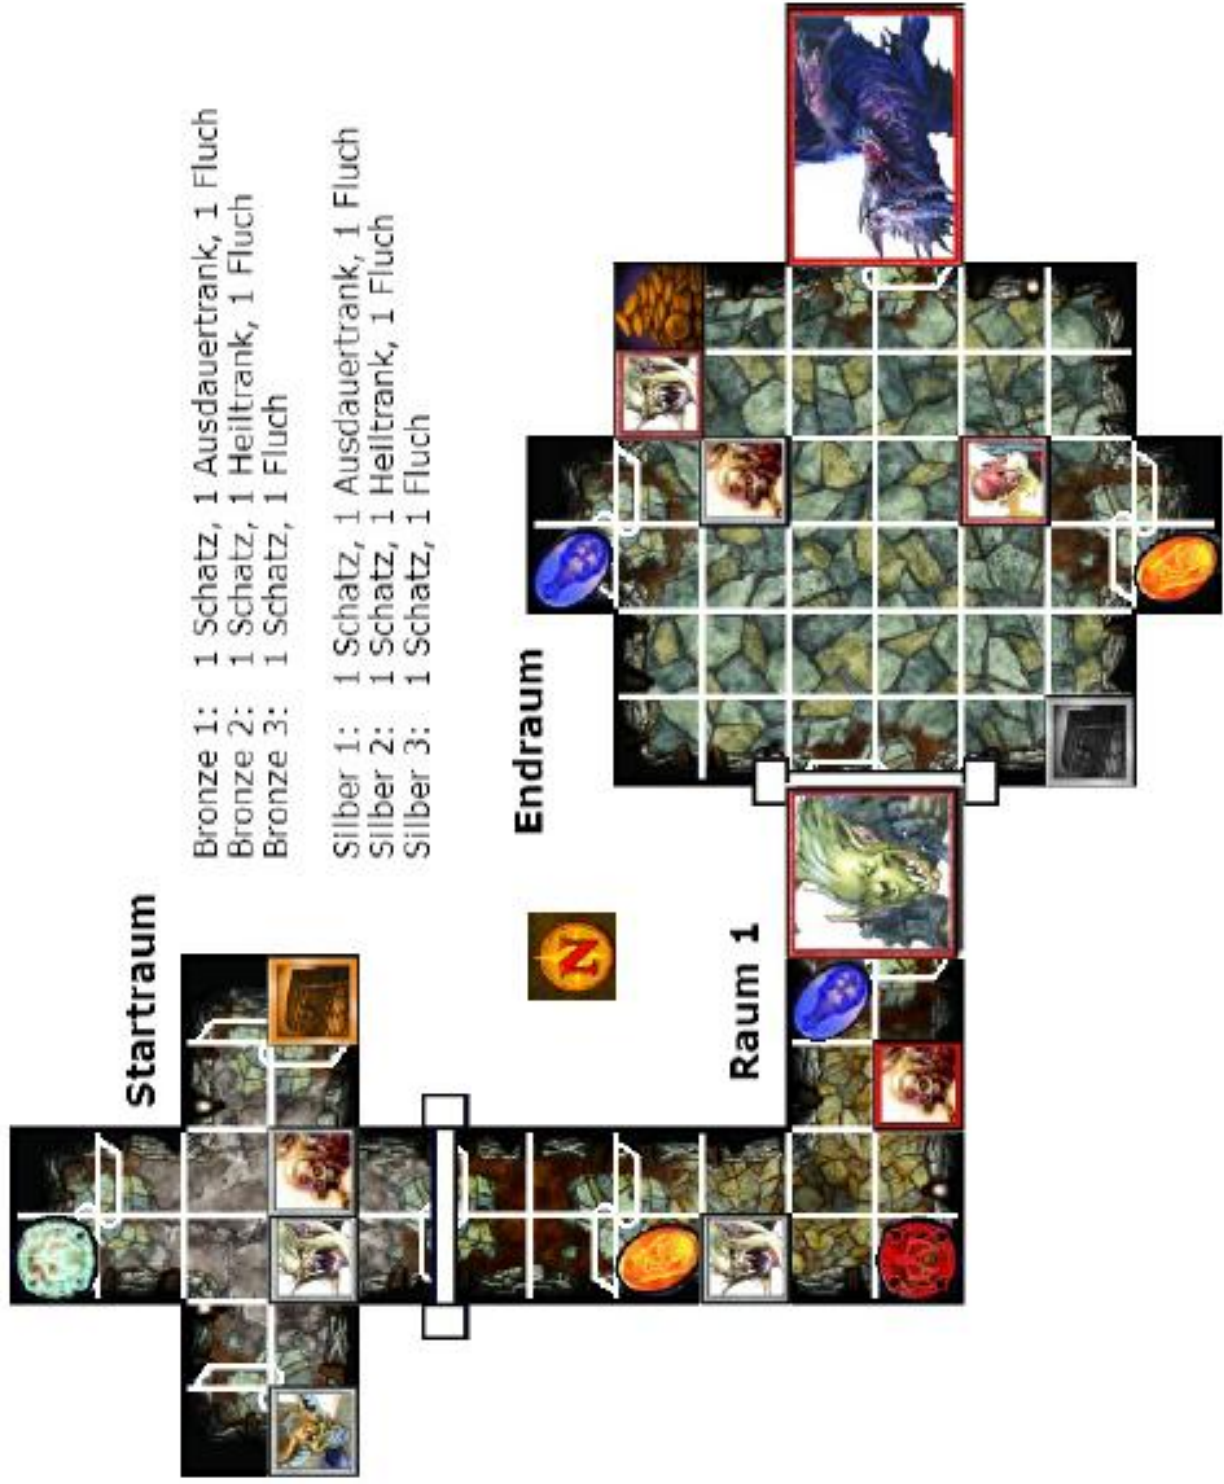 Startraum
Bronze 1: 1 Schatz, 1 Ausdauertrank, 1 Fluch
Bronze 2: 1 Schatz, 1 Heiltrank, 1 Fluch
Bronze 3: 1 Schatz, 1 Fluch
Silber 1: 1 Schatz, 1 Ausdauertrank, 1 Fluch
Silber 2: 1 Schatz, 1 Heiltrank, 1 Fluch
Silber 3: 1 Schatz, 1 Fluch
Endraum
N
Raum 1